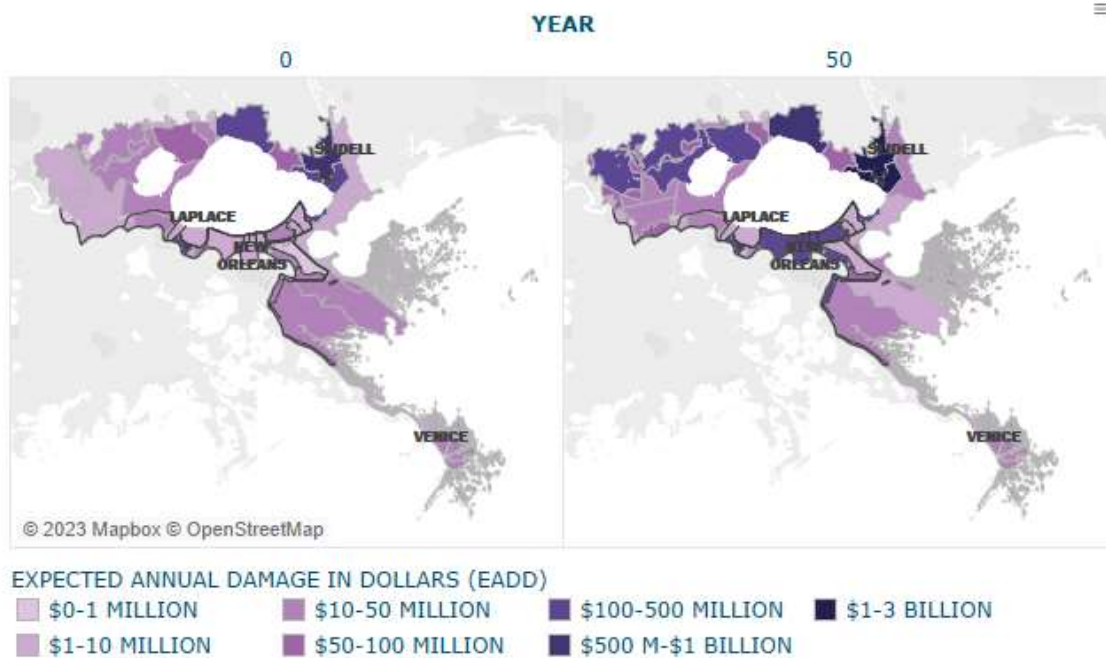 YEAR
0 50
SLIDELL SLIDELL
LAPLACE LAPLACE
NEW NEW
ORLEANS ORLEANS
VENICE VENICE
© 2023 Mapbox © OpenStreetMap
EXPECTED ANNUAL DAMAGE IN DOLLARS (EADD)
$0-1 MILLION $10-50 MILLION $100-500 MILLION $1-3 BILLION
$1-10 MILLION $50-100 MILLION $500 M-$1 BILLION